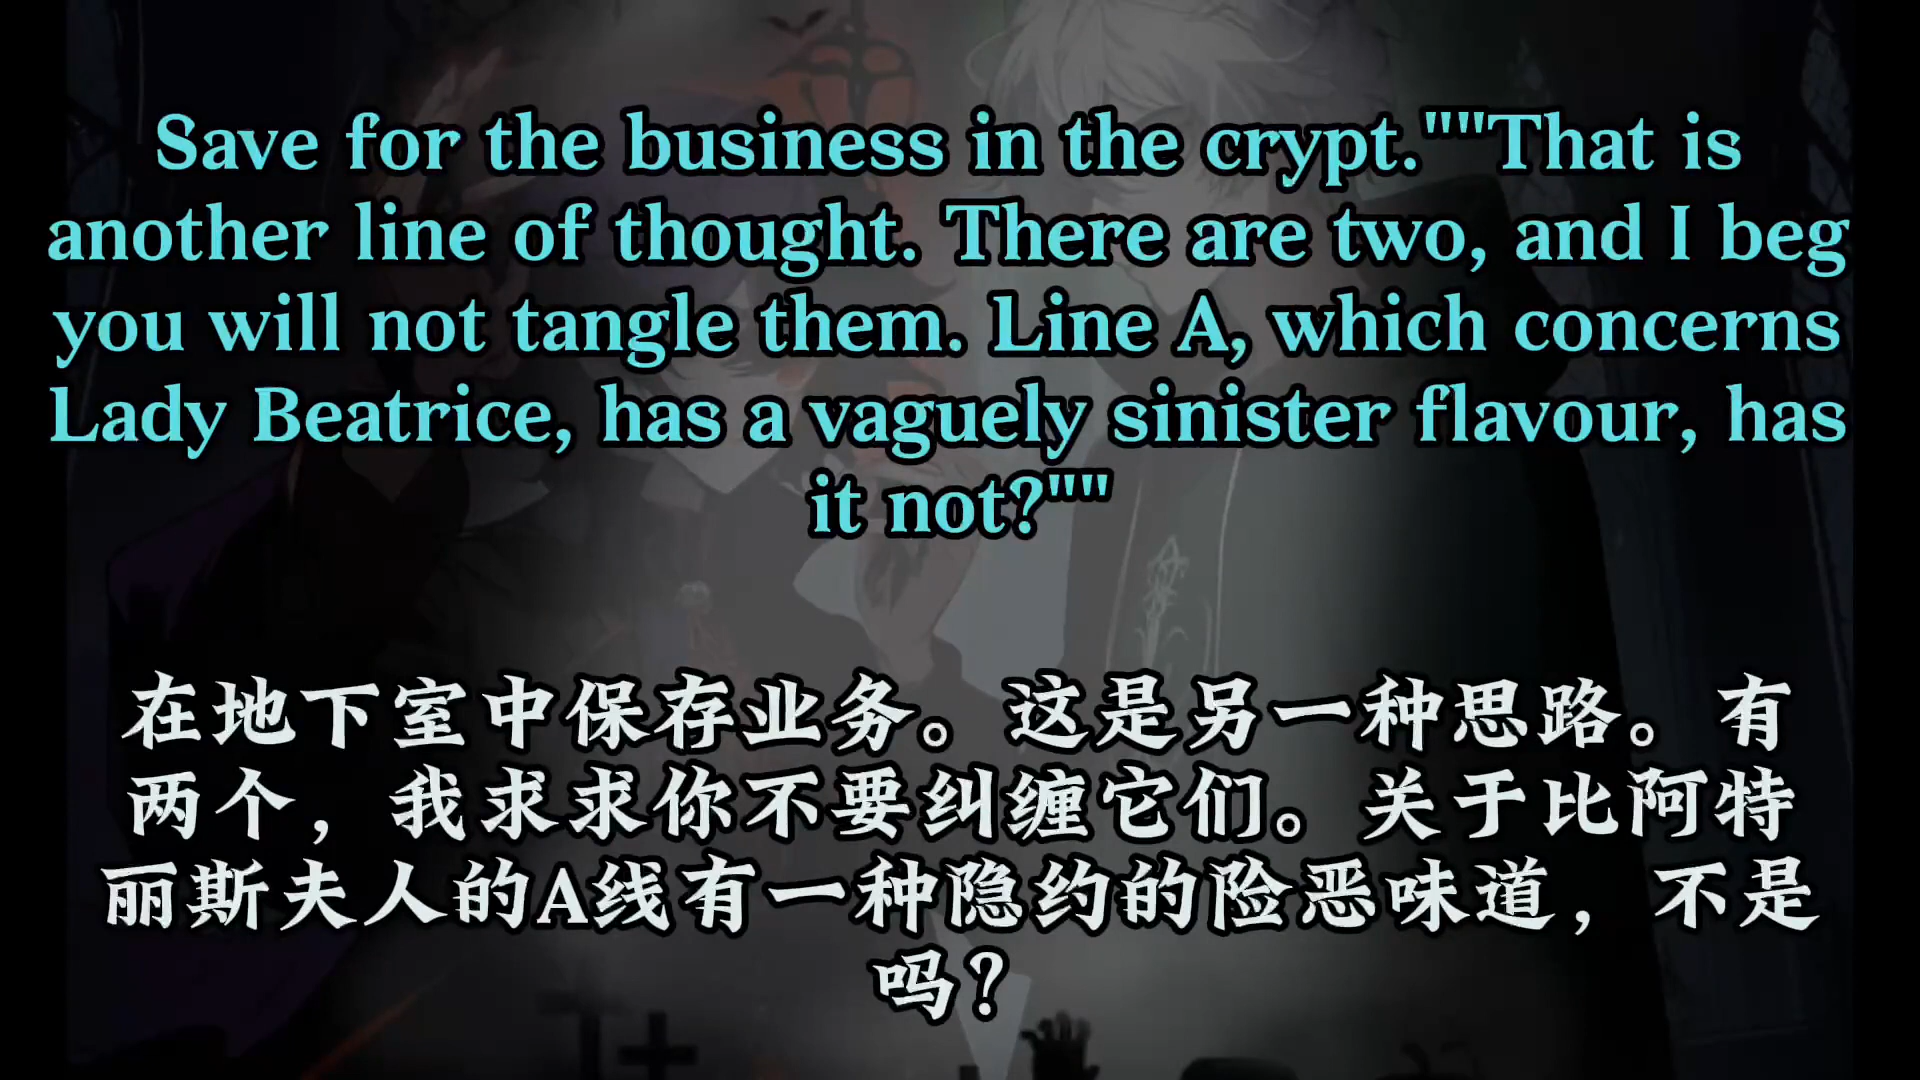 Save for the business in the crypt.""That is
another line of thought. There are two, and I beg
you will not tangle them. Line A, which concerns
Lady Beatrice, has a vaguely sinister flavour, has
it not?""
在地下室中保存业务。这是另一种思路。有
两个，我求求你不要纠缠它们。关于比阿特
丽斯夫人的A线有一种隐约的险恶味道，不是
吗？